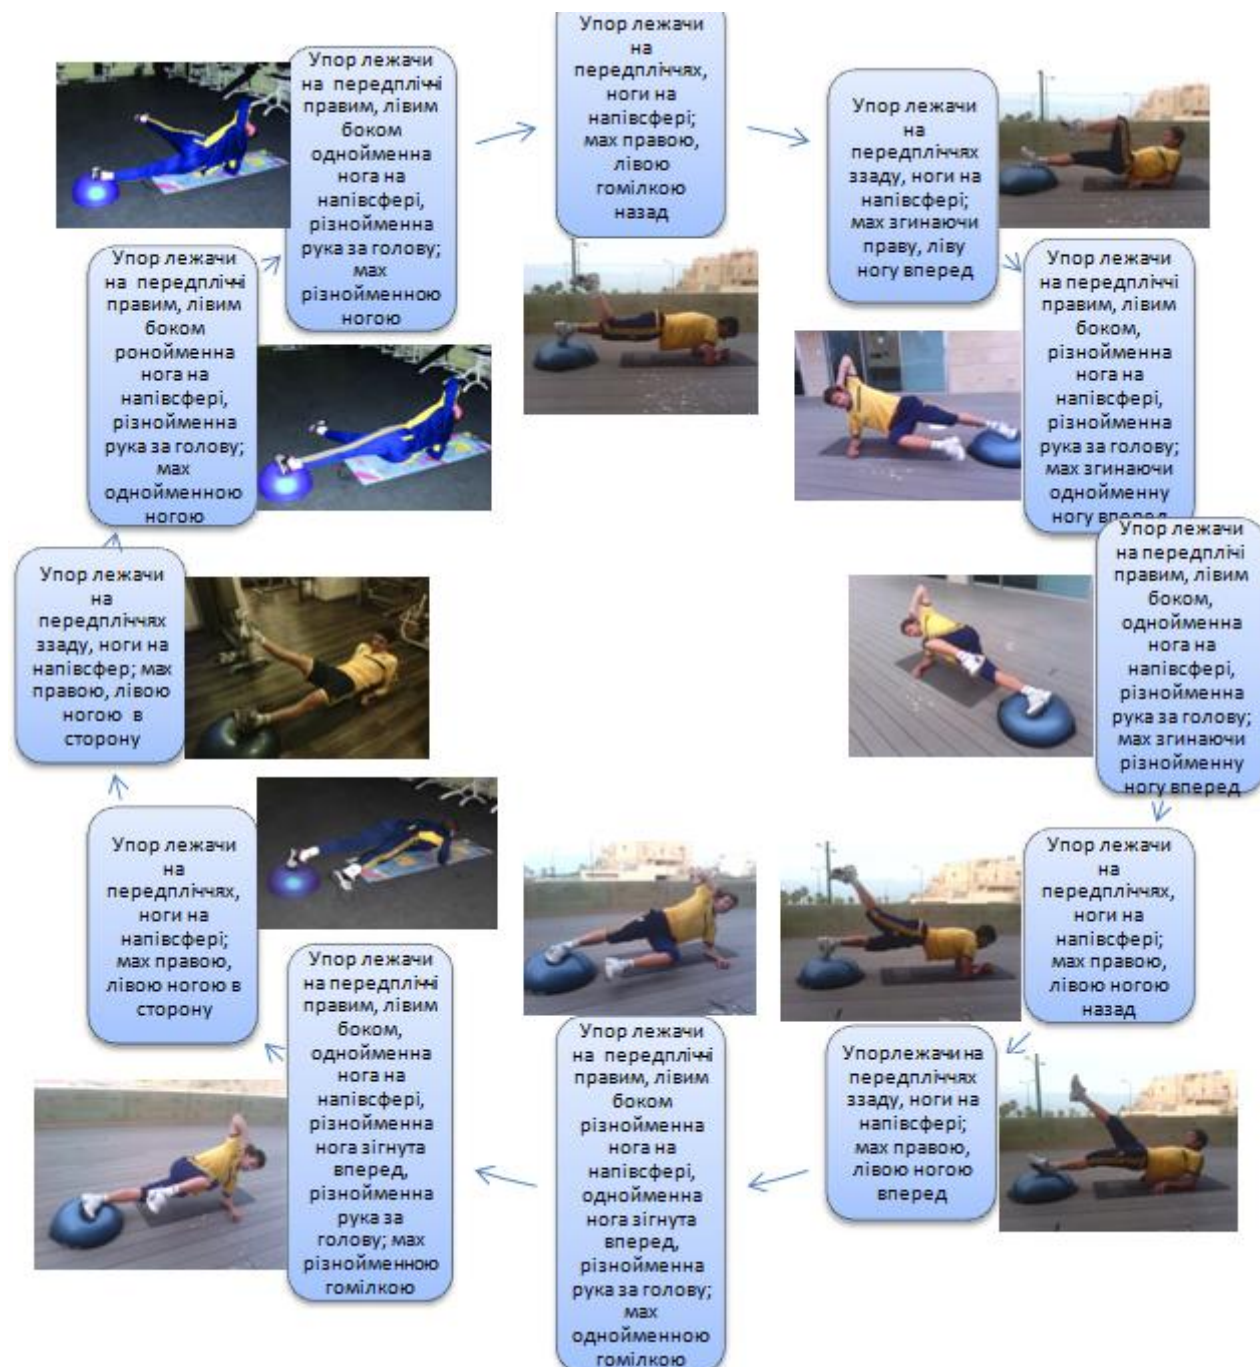 Упор лежачи
на
передпліччях,
ноги на
напівсфері;
мах правою,
лівою
гомілкою
назад
Упор лежачи
на
передпліччях
ззаду, ноги на
напівсфері;
мах згинаючи
праву, ліву
ногу вперед
Упор лежачи
на передпліччі
правим, лівим
боком,
різнойменна
нога на
напівсфері,
різнойменна
рука за голову;
мах згинаючи
однойменну
ногу вперед
Упор лежачи
на передплічі
правим, лівим
боком,
однойменна
нога на
напівсфері,
різнойменна
рука за голову;
мах згинаючи
різнойменну
ногу вперед
Упор лежачи
на
передпліччях,
ноги на
напівсфері;
мах правою,
лівою ногою
назад
Упорлежачи на
передпліччях
ззаду, ноги на
напівсфері;
мах правою,
лівою ногою
вперед
Упор лежачи
на передпліччі
правим, лівим
боком
різнойменна
нога на
напівсфері,
однойменна
нога зігнута
вперед,
різнойменна
рука за голову;
мах
однойменною
гомілкою
Упор лежачи
на передпліччі
правим, лівим
боком,
однойменна
нога на
напівсфері,
різнойменна
нога зігнута
вперед,
різнойменна
рука за
голову; мах
різнойменною
гомілкою
Упор лежачи
на
передпліччях,
ноги на
напівсфері;
мах правою,
лівою ногою в
сторону
Упор лежачи
на
передпліччях
ззаду, ноги на
напівсфер; мах
правою, лівою
ногою в
сторону
Упор лежачи
на передпліччі
правим, лівим
боком
ронойменна
нога на
напівсфері,
різнойменна
рука за голову;
мах
однойменною
ногою
Упор лежачи
на передпліччі
правим, лівим
боком
однойменна
нога на
напівсфері,
різнойменна
рука за голову;
мах
різнойменною
ногою